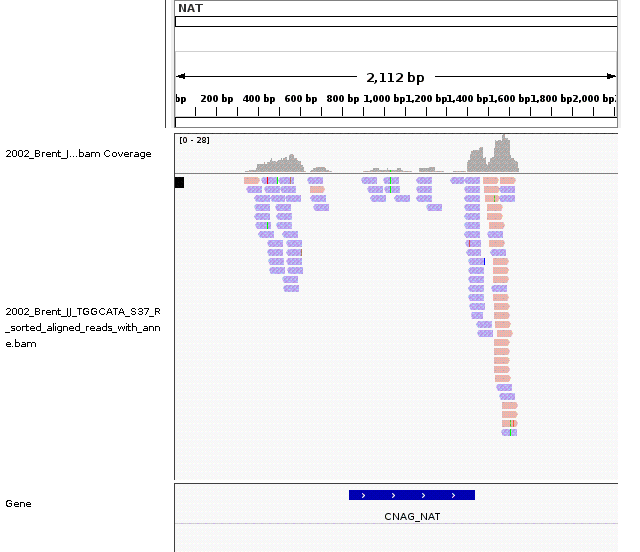 NAT
2,112 bp
bp 200 bp 400 bp 600 bp 800 bp 1,000 bp 1,200 bp 1,400 bp 1,600 bp 1,800 bp 2,000 bp
[0 - 28]
2002_Brent_J...bam Coverage
2002_Brent_JJ_TGGCATA_S37_R
_sorted_aligned_reads_with_ann
e.bam
Gene
CNAG_NAT